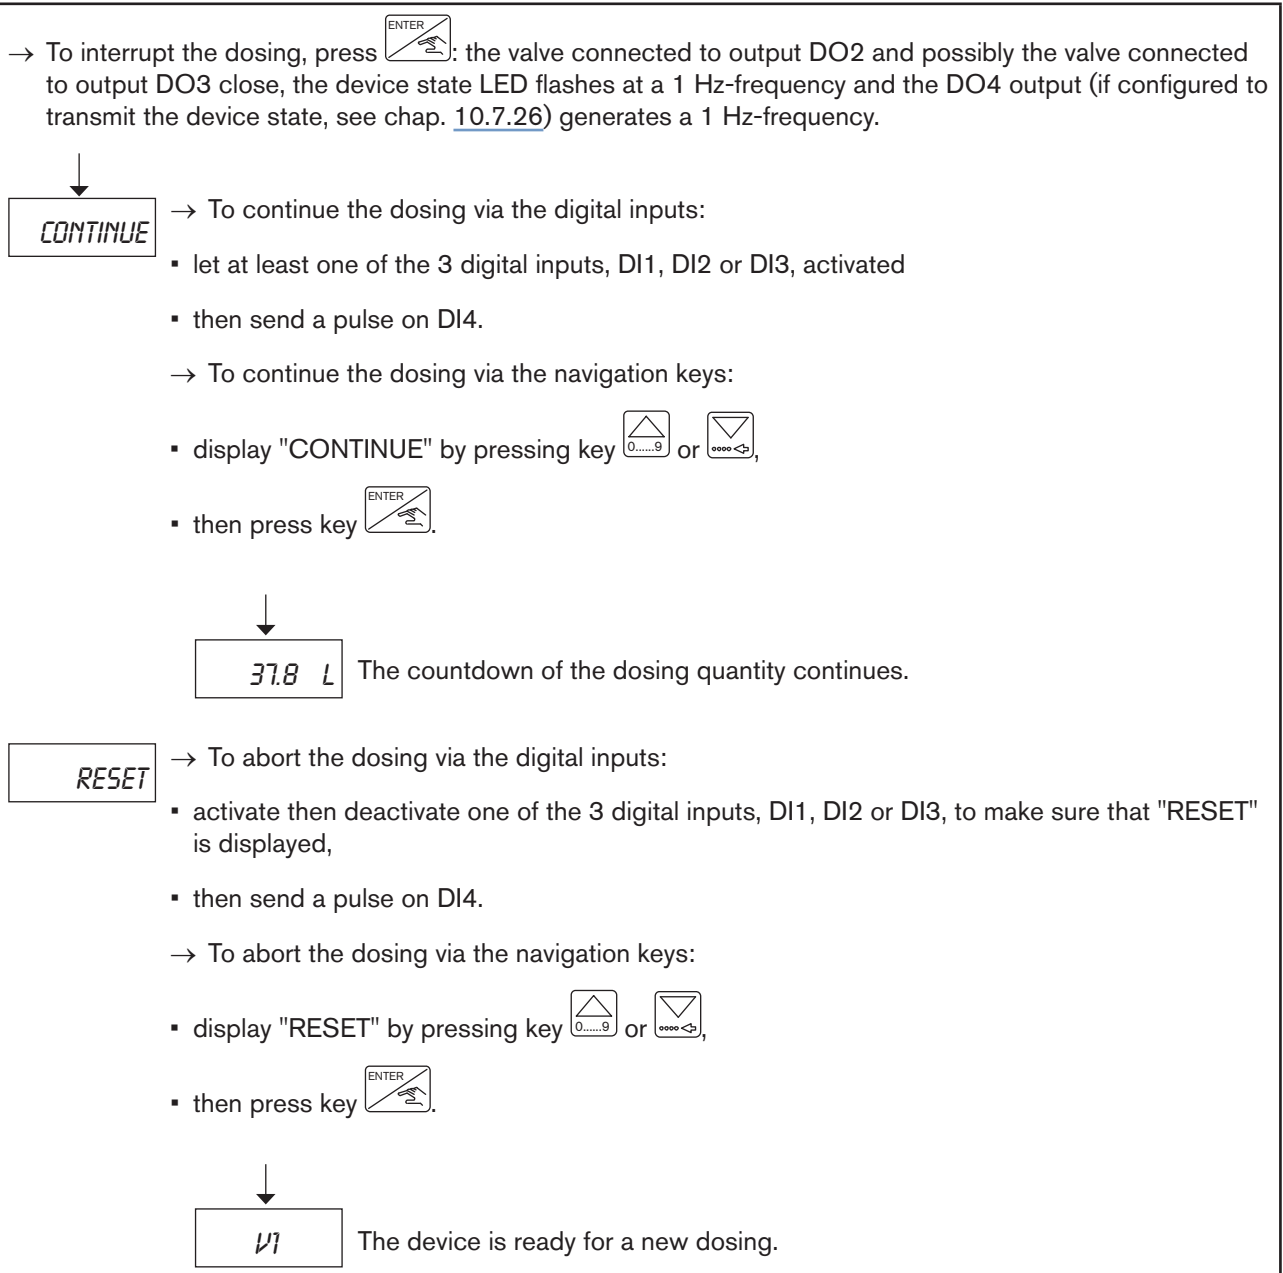 → To interrupt the dosing, press ENTER: the valve connected to output DO2 and possibly the valve connected
to output DO3 close, the device state LED flashes at a 1 Hz-frequency and the DO4 output (if configured to
transmit the device state, see chap. 10.7.26) generates a 1 Hz-frequency.
CONTINUE
→ To continue the dosing via the digital inputs:
▪ let at least one of the 3 digital inputs, DI1, DI2 or DI3, activated
▪ then send a pulse on DI4.
→ To continue the dosing via the navigation keys:
▪ display "CONTINUE" by pressing key 0......9 or ,
▪ then press key ENTER.
37.8 L The countdown of the dosing quantity continues.
RESET
→ To abort the dosing via the digital inputs:
▪ activate then deactivate one of the 3 digital inputs, DI1, DI2 or DI3, to make sure that "RESET"
is displayed,
▪ then send a pulse on DI4.
→ To abort the dosing via the navigation keys:
▪ display "RESET" by pressing key 0......9 or ,
▪ then press key ENTER.
V1 The device is ready for a new dosing.